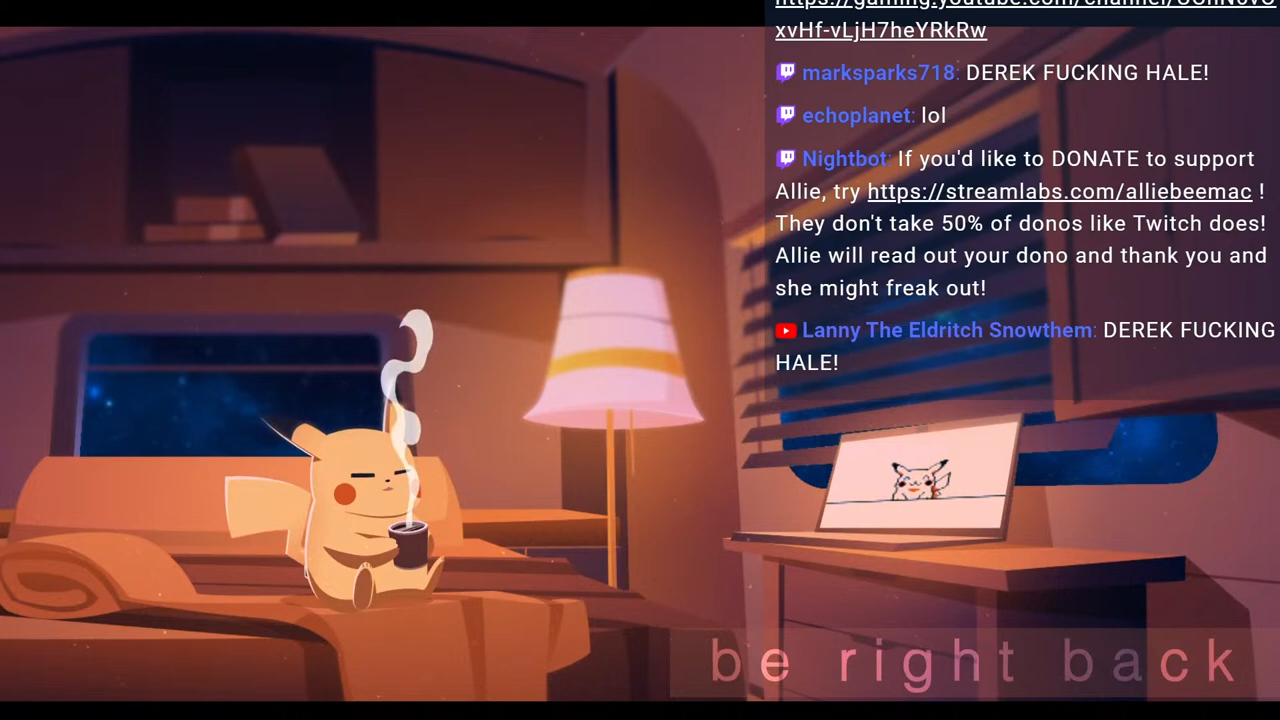 xvHf-vLjH7heYRkRw
marksparks718: DEREK FUCKING HALE!
echoplanet: lol
Nightbot: If you'd like to DONATE to support
Allie, try https://streamlabs.com/alliebeemac !
They don't take 50% of donos like Twitch does!
Allie will read out your dono and thank you and
she might freak out!
Lanny The Eldritch Snowthem: DEREK FUCKING
HALE!
be right back